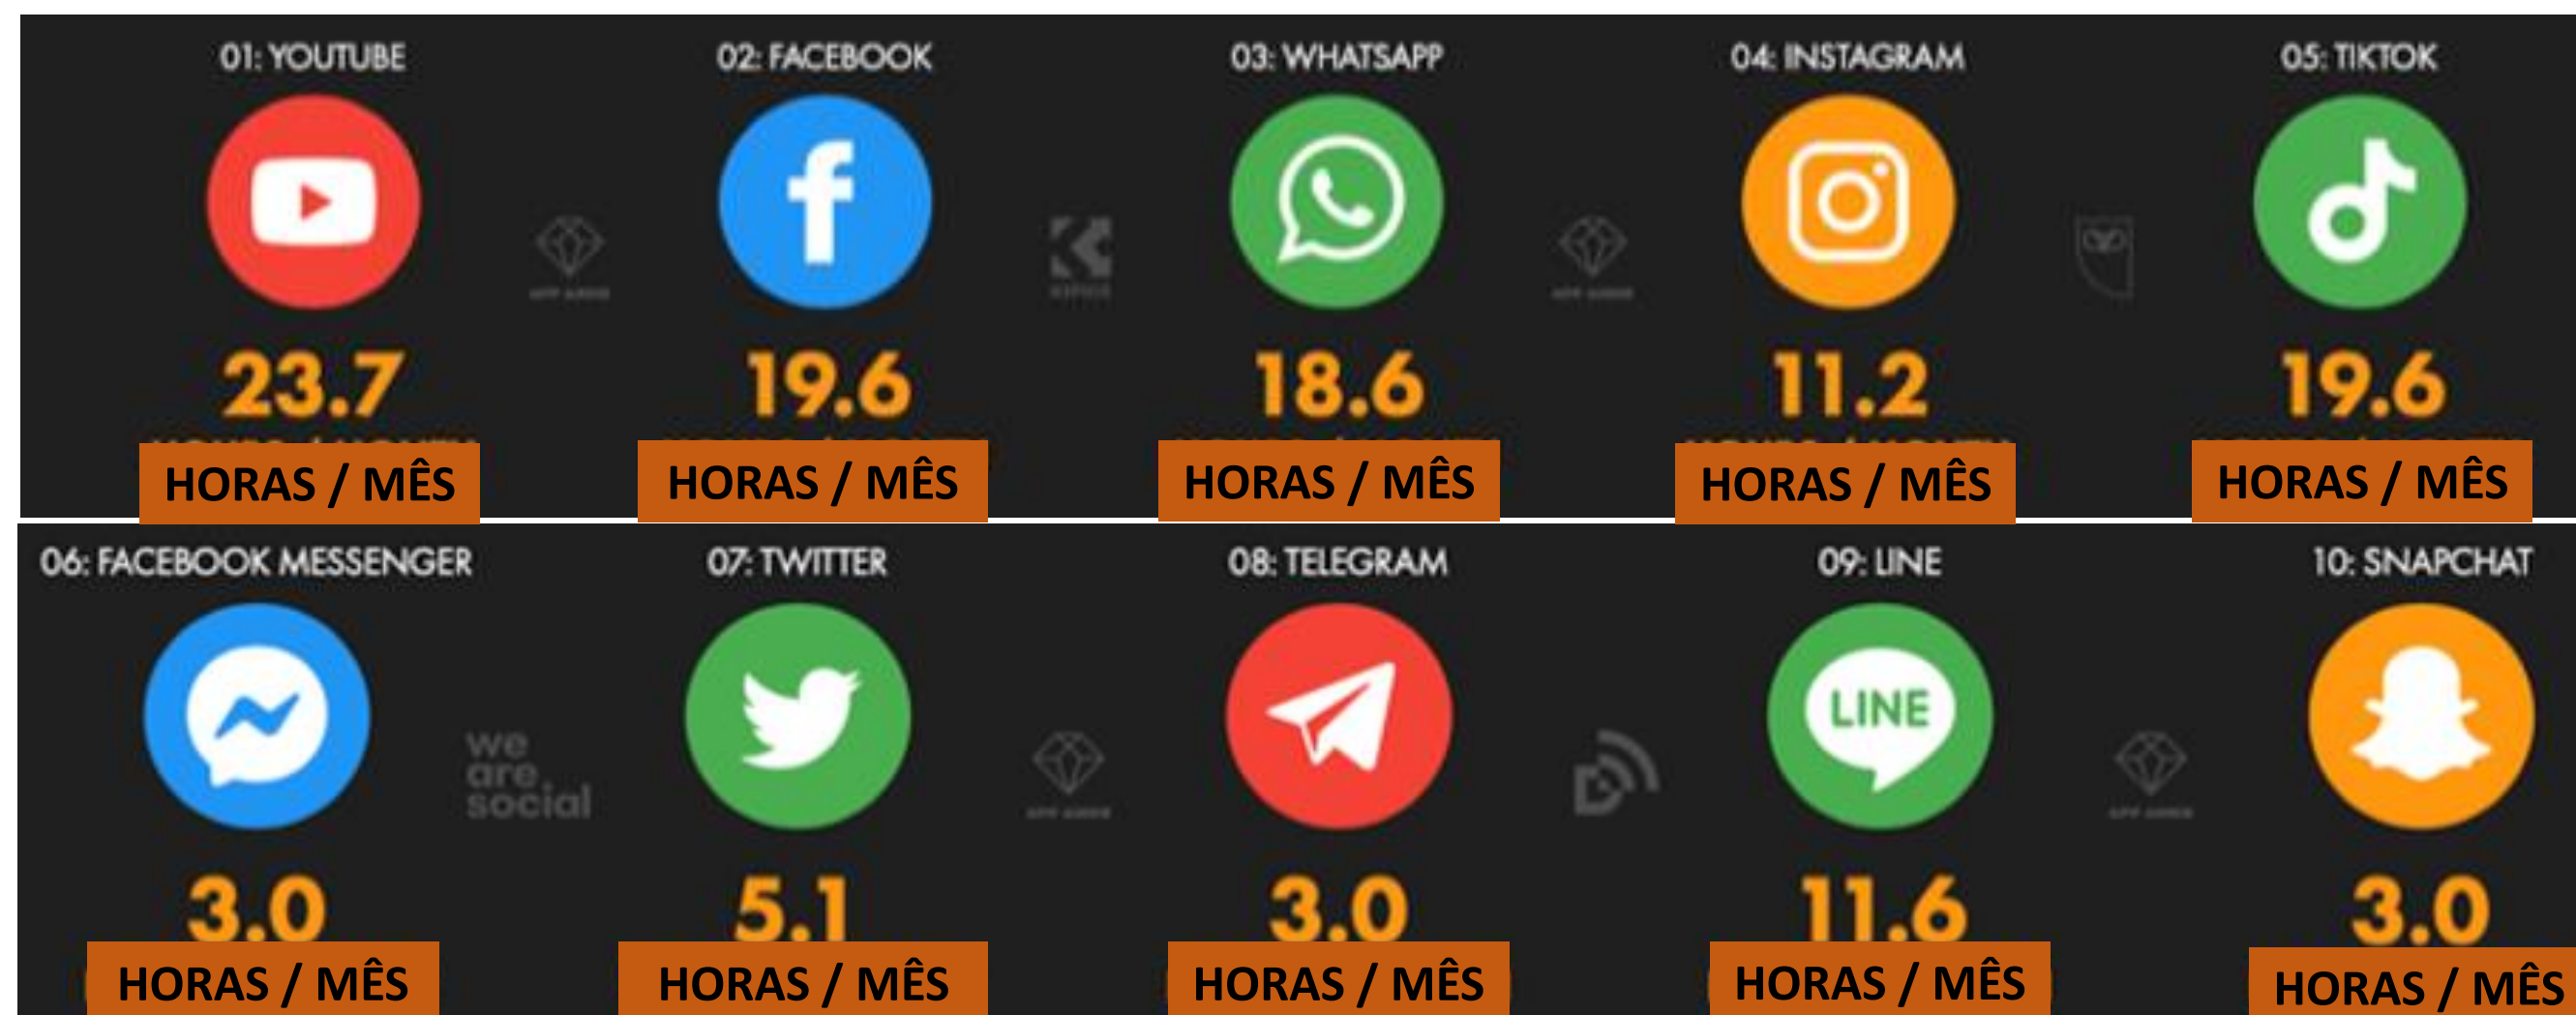 01: YOUTUBE
02: FACEBOOK
03: WHATSAPP
04: INSTAGRAM
05: TIKTOK
23.7
19.6
18.6
11.2
19.6
HORAS / MÊS
HORAS / MÊS
HORAS / MÊS
HORAS / MÊS
HORAS / MÊS
06: FACEBOOK MESSENGER
07: TWITTER
08: TELEGRAM
09: LINE
10: SNAPCHAT
LINE
we
are
social
3.0
5.1
3.0
11.6
3.0
HORAS / MÊS
HORAS / MÊS
HORAS / MÊS
HORAS / MÊS
HORAS / MÊS